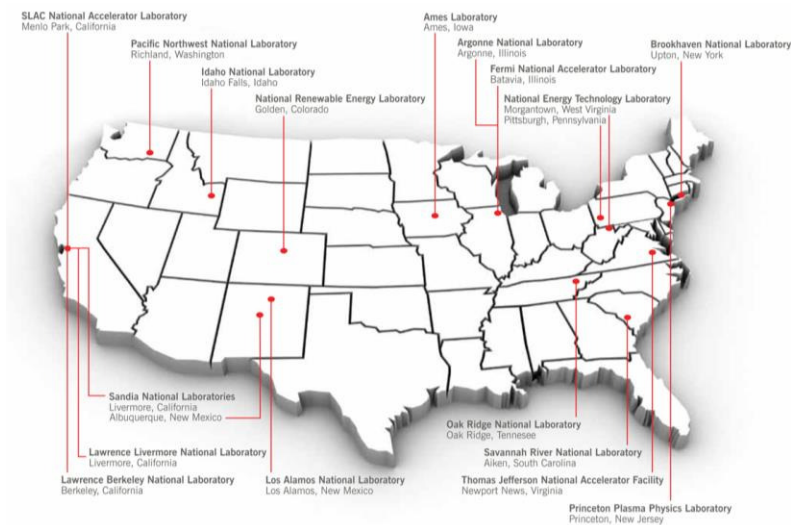 SLAC National Accelerator Laboratory
Menlo Park, California
Pacific Northwest National Laboratory
Richland, Washington
Idaho National Laboratory
Idaho Falls, Idaho
National Renewable Energy Laboratory
Golden, Colorado
Ames Laboratory
Ames, Iowa
Argonne National Laboratory
Argonne, Illinois
Fermi National Accelerator Laboratory
Batavia, Illinois
National Energy Technology Laboratory
Morgantown, West Virginia
Pittsburgh, Pennsylvania
Brookhaven National Laboratory
Upton, New York
Sandia National Laboratories
Livermore, California
Albuquerque, New Mexico
Lawrence Livermore National Laboratory
Livermore, California
Lawrence Berkeley National Laboratory
Berkeley, California
Los Alamos National Laboratory
Los Alamos, New Mexico
Oak Ridge National Laboratory
Oak Ridge, Tennesee
Savannah River National Laboratory
Aiken, South Carolina
Thomas Jefferson National Accelerator Facility
Newport News, Virginia
Princeton Plasma Physics Laboratory
Princeton, New Jersey